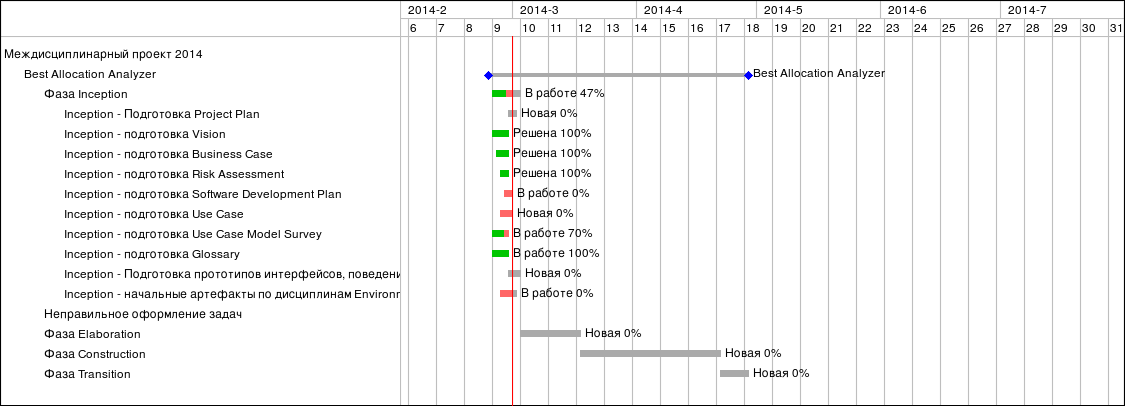 2014-2 2014-3 2014-4 2014-5 2014-6 2014-7
6 7 8 9 10 11 12 13 14 15 16 17 18 19 20 21 22 23 24 25 26 27 28 29 30 31
Междисциплинарный проект 2014
Best Allocation Analyzer Best Allocation Analyzer
Фаза Inception В работе 47%
Inception - Подготовка Project Plan Новая 0%
Inception - подготовка Vision Решена 100%
Inception - подготовка Business Case Решена 100%
Inception - подготовка Risk Assessment Решена 100%
Inception - подготовка Software Development Plan В работе 0%
Inception - подготовка Use Case Новая 0%
Inception - подготовка Use Case Model Survey В работе 70%
Inception - подготовка Glossary В работе 100%
Inception - Подготовка прототипов интерфейсов, поведени Новая 0%
Inception - начальные артефакты по дисциплинам Environ В работе 0%
Неправильное оформление задач
Фаза Elaboration Новая 0%
Фаза Construction Новая 0%
Фаза Transition Новая 0%